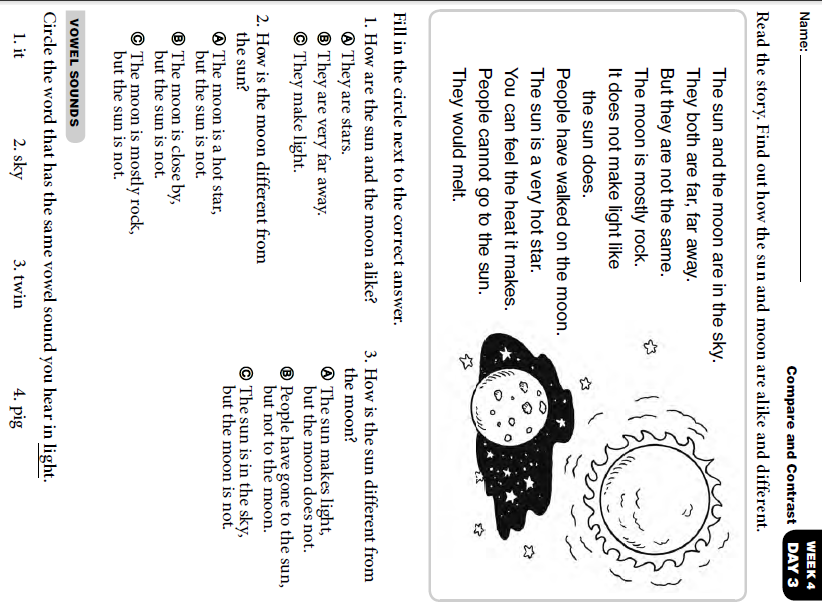 Name:
WEEK 4
DAY 3
Compare and Contrast
Read the story. Find out how the sun and moon are alike and different.
The sun and the moon are in the sky.
They both are far, far away.
But they are not the same.
The moon is mostly rock.
It does not make light like
the sun does.
People have walked on the moon.
The sun is a very hot star.
You can feel the heat it makes.
People cannot go to the sun.
They would melt.
Fill in the circle next to the correct answer.
1. How are the sun and the moon alike?
Ⓐ They are stars.
Ⓑ They are very far away.
Ⓒ They make light.
2. How is the moon different from
the sun?
Ⓐ The moon is a hot star,
but the sun is not.
Ⓑ The moon is close by,
but the sun is not.
Ⓒ The moon is mostly rock,
but the sun is not.
3. How is the sun different from
the moon?
Ⓐ The sun makes light,
but the moon does not.
Ⓑ People have gone to the sun,
but not to the moon.
Ⓒ The sun is in the sky,
but the moon is not.
VOWEL SOUNDS
Circle the word that has the same vowel sound you hear in light.
1. it 2. sky 3. twin 4. pig